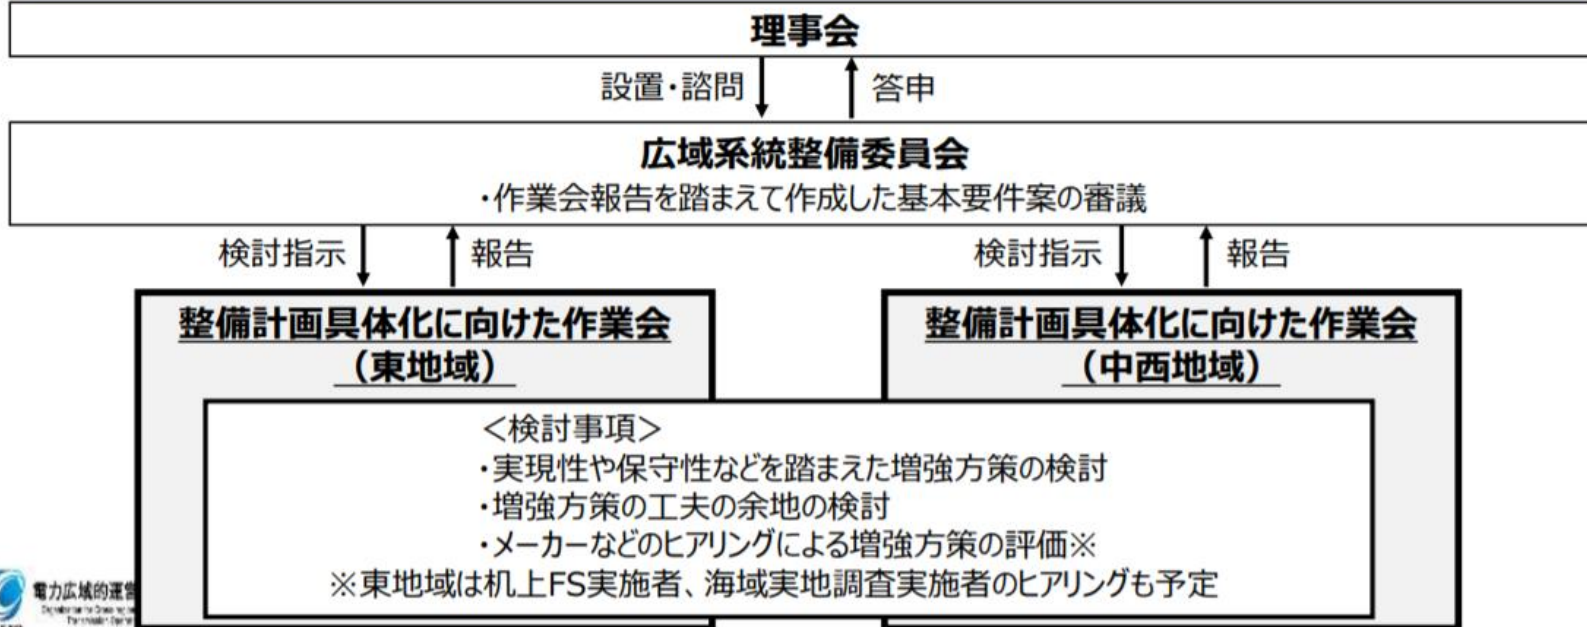 理事会
設置・諮問
答申
広域系統整備委員会
・作業会報告を踏まえて作成した基本要件案の審議
検討指示
報告
検討指示
報告
整備計画具体化に向けた作業会
（東地域）
整備計画具体化に向けた作業会
（中西地域）
＜検討事項＞
・実現性や保守性などを踏まえた増強方策の検討
・増強方策の工夫の余地の検討
・メーカーなどのヒアリングによる増強方策の評価※
※東地域は机上FS実施者、海域実地調査実施者のヒアリングも予定
電力広域的運営